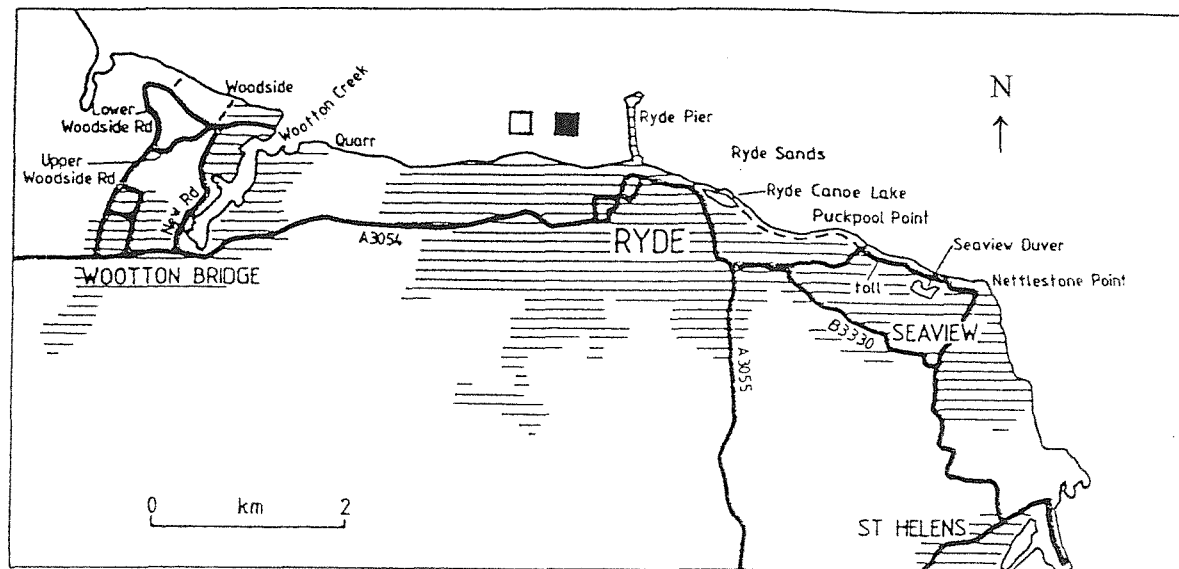 N
Woodside
Lower
Woodside Rd
Wootton Creek
Quarr
Ryde Pier
Ryde Sands
Upper
Woodside Rd
Ryde Canoe Lake
Puckpool Point
New Rd
A3054
RYDE
Seaview Duver
WOOTTON BRIDGE
toll
Nettlestone Point
B3330
SEAVIEW
A3055
0 km 2
ST HELENS